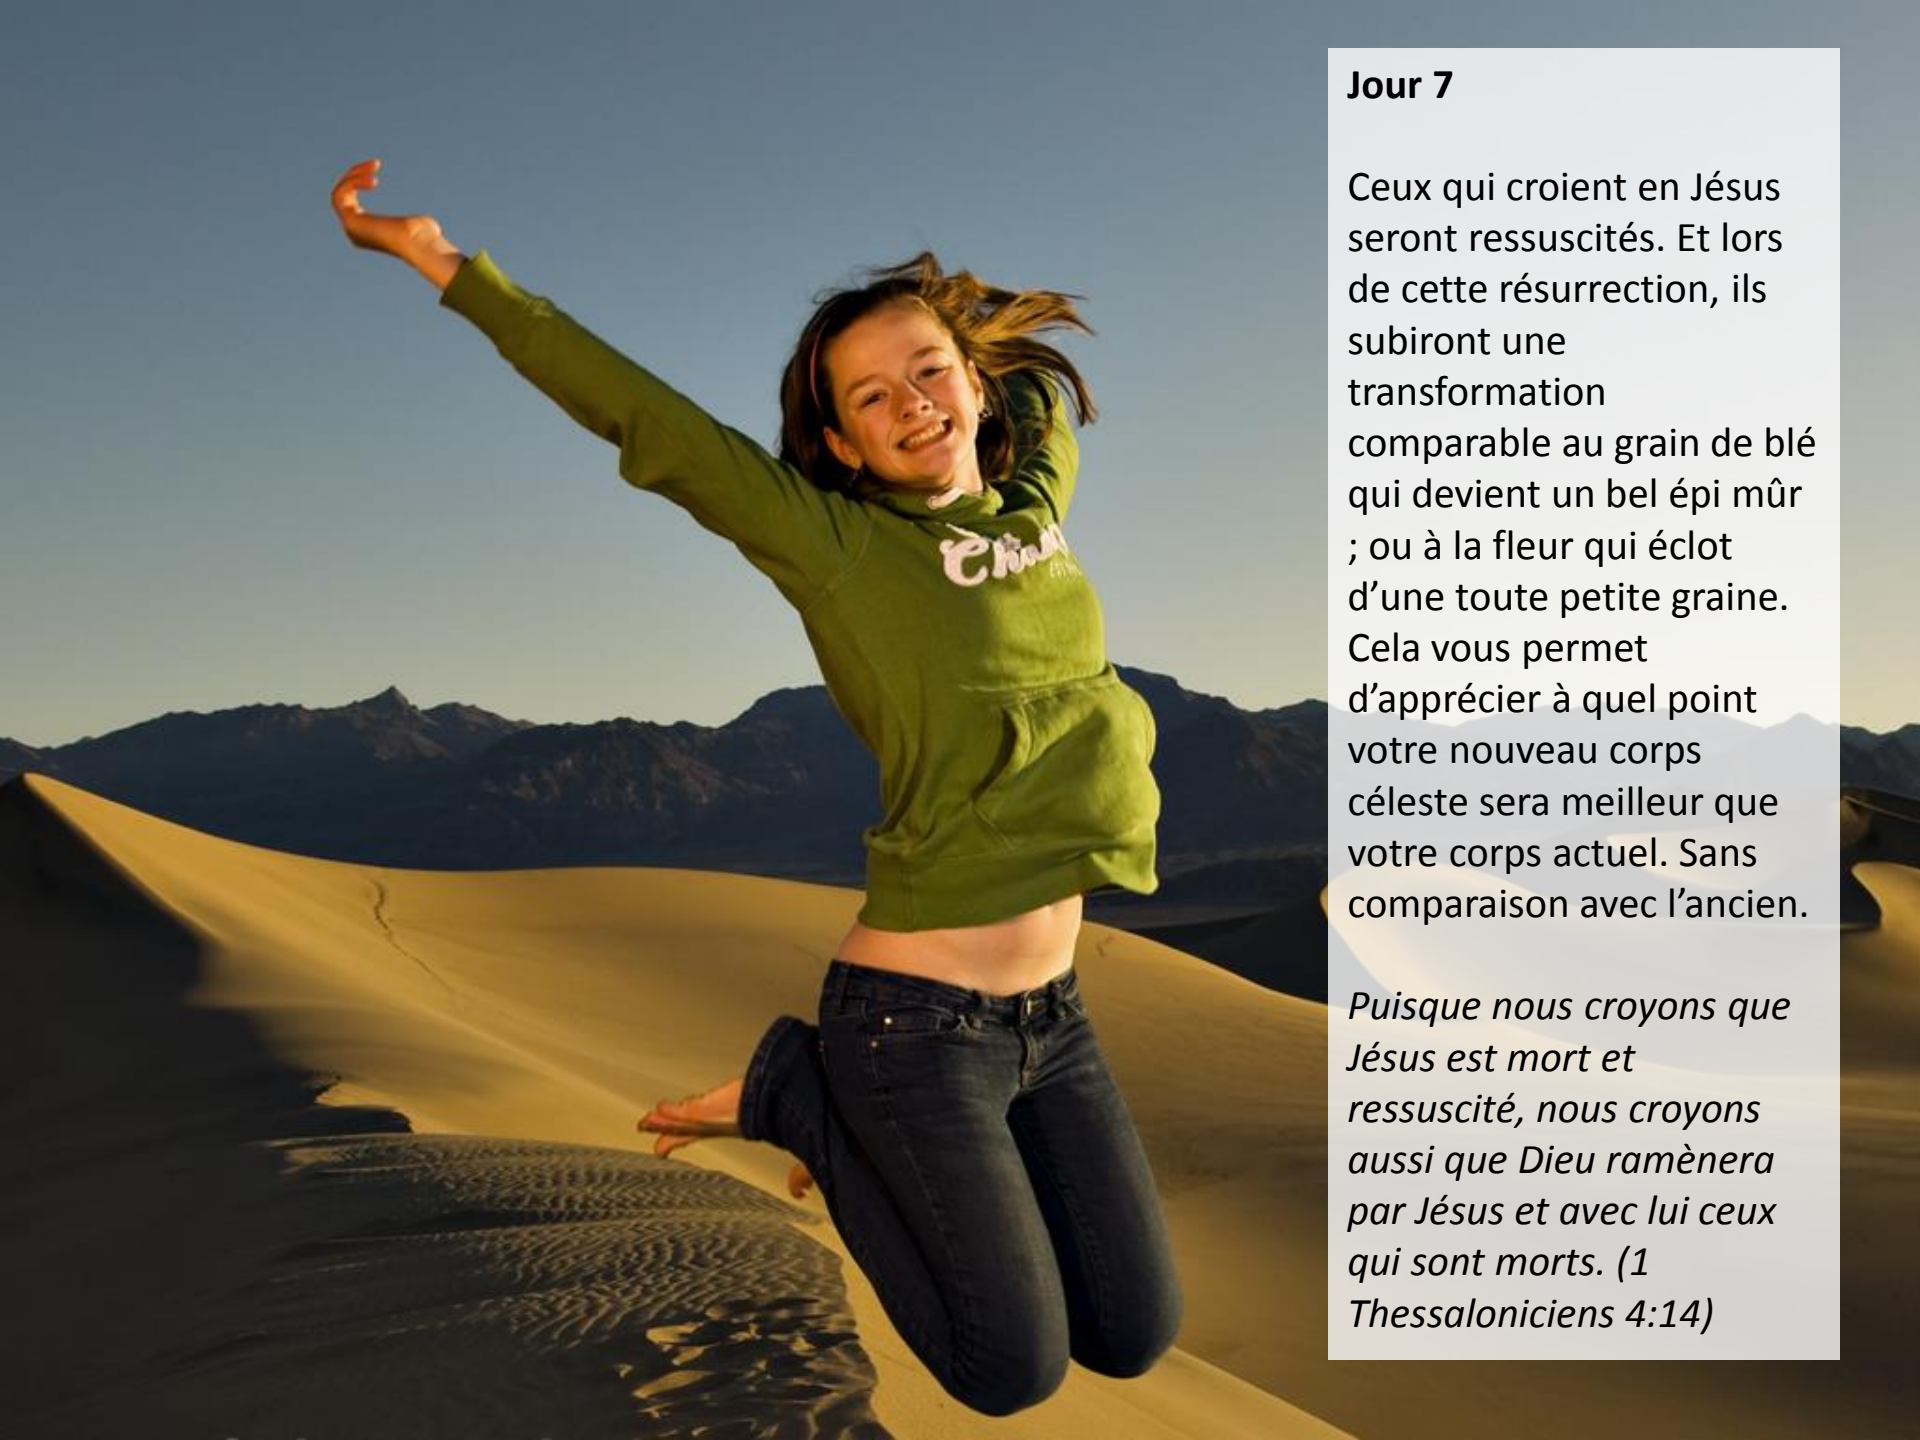 Jour 7
Ceux qui croient en Jésus
seront ressuscités. Et lors
de cette résurrection, ils
subiront une
transformation
comparable au grain de blé
qui devient un bel épi mûr
; ou à la fleur qui éclot
d’une toute petite graine.
Cela vous permet
d’apprécier à quel point
votre nouveau corps
céleste sera meilleur que
votre corps actuel. Sans
comparaison avec l’ancien.
Puisque nous croyons que
Jésus est mort et
ressuscité, nous croyons
aussi que Dieu ramènera
par Jésus et avec lui ceux
qui sont morts. (1
Thessaloniciens 4:14)